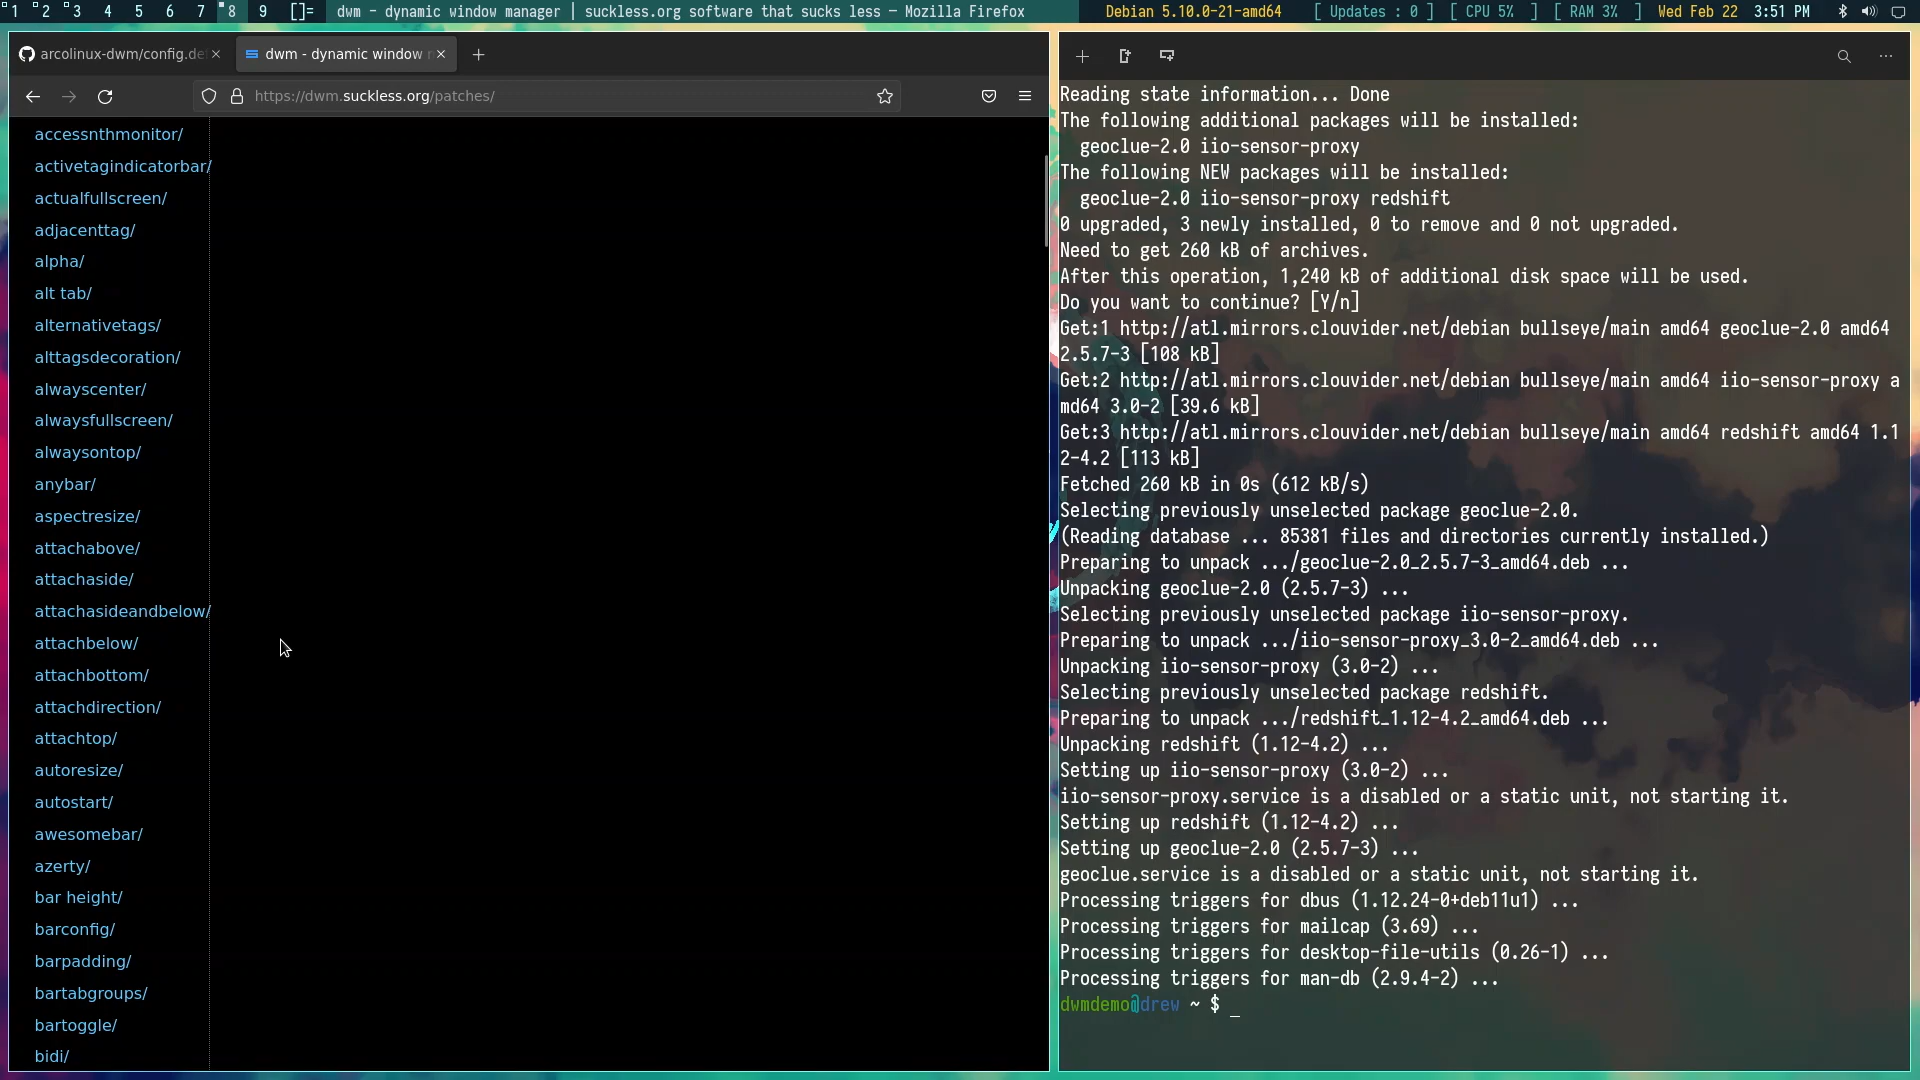 1 2 3 4 5 6 7 8 9 []= dwm - dynamic window manager | suckless.org software that sucks less — Mozilla Firefox Debian 5.10.0-21-amd64 [ Updates : 0 ] [ CPU 5% ] [ RAM 3% ] Wed Feb 22 3:51 PM
arcolinux-dwm/config.de
dwm - dynamic window
https://dwm.suckless.org/patches/
accessnthmonitor/
activetagindicatorbar/
actualfullscreen/
adjacenttag/
alpha/
alt tab/
alternativetags/
alttagsdecoration/
alwayscenter/
alwaysfullscreen/
alwaysontop/
anybar/
aspectresize/
attachabove/
attachaside/
attachasideandbelow/
attachbelow/
attachbottom/
attachdirection/
attachtop/
autoresize/
autostart/
awesomebar/
azerty/
bar height/
barconfig/
barpadding/
bartabgroups/
bartoggle/
bidi/
Reading state information... Done
The following additional packages will be installed:
  geoclue-2.0 iio-sensor-proxy
The following NEW packages will be installed:
  geoclue-2.0 iio-sensor-proxy redshift
0 upgraded, 3 newly installed, 0 to remove and 0 not upgraded.
Need to get 260 kB of archives.
After this operation, 1,240 kB of additional disk space will be used.
Do you want to continue? [Y/n]
Get:1 http://atl.mirrors.clouvider.net/debian bullseye/main amd64 geoclue-2.0 amd64
2.5.7-3 [108 kB]
Get:2 http://atl.mirrors.clouvider.net/debian bullseye/main amd64 iio-sensor-proxy a
md64 3.0-2 [39.6 kB]
Get:3 http://atl.mirrors.clouvider.net/debian bullseye/main amd64 redshift amd64 1.1
2-4.2 [113 kB]
Fetched 260 kB in 0s (612 kB/s)
Selecting previously unselected package geoclue-2.0.
(Reading database ... 85381 files and directories currently installed.)
Preparing to unpack .../geoclue-2.0_2.5.7-3_amd64.deb ...
Unpacking geoclue-2.0 (2.5.7-3) ...
Selecting previously unselected package iio-sensor-proxy.
Preparing to unpack .../iio-sensor-proxy_3.0-2_amd64.deb ...
Unpacking iio-sensor-proxy (3.0-2) ...
Selecting previously unselected package redshift.
Preparing to unpack .../redshift_1.12-4.2_amd64.deb ...
Unpacking redshift (1.12-4.2) ...
Setting up iio-sensor-proxy (3.0-2) ...
iio-sensor-proxy.service is a disabled or a static unit, not starting it.
Setting up redshift (1.12-4.2) ...
Setting up geoclue-2.0 (2.5.7-3) ...
geoclue.service is a disabled or a static unit, not starting it.
Processing triggers for dbus (1.12.24-0+deb11u1) ...
Processing triggers for mailcap (3.69) ...
Processing triggers for desktop-file-utils (0.26-1) ...
Processing triggers for man-db (2.9.4-2) ...
dwmdemo@drew ~ $ _